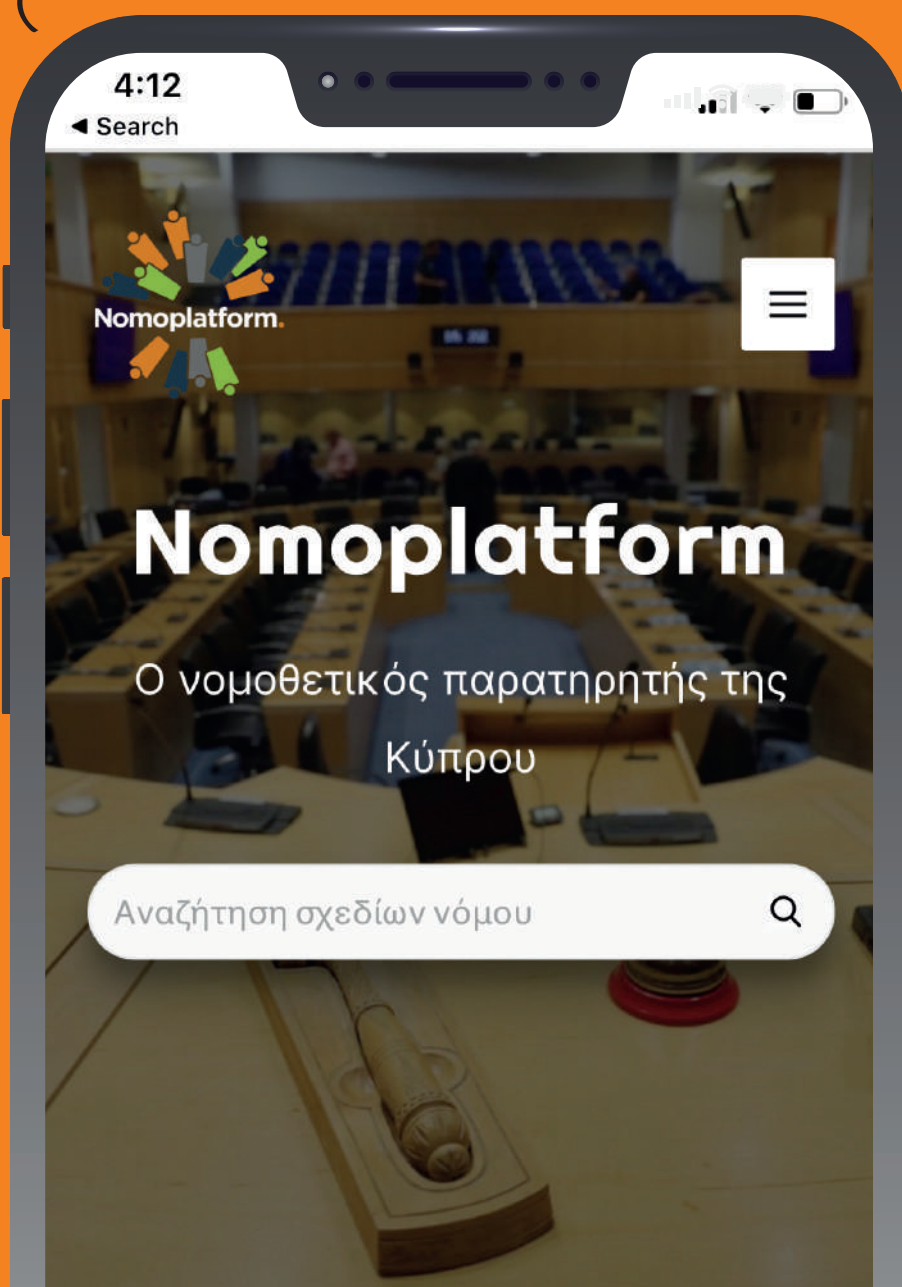 4:12
◀ Search
Nomoplatform.
Nomoplatform
Ο νομοθετικός παρατηρητής της
Κύπρου
Αναζήτηση σχεδίων νόμου